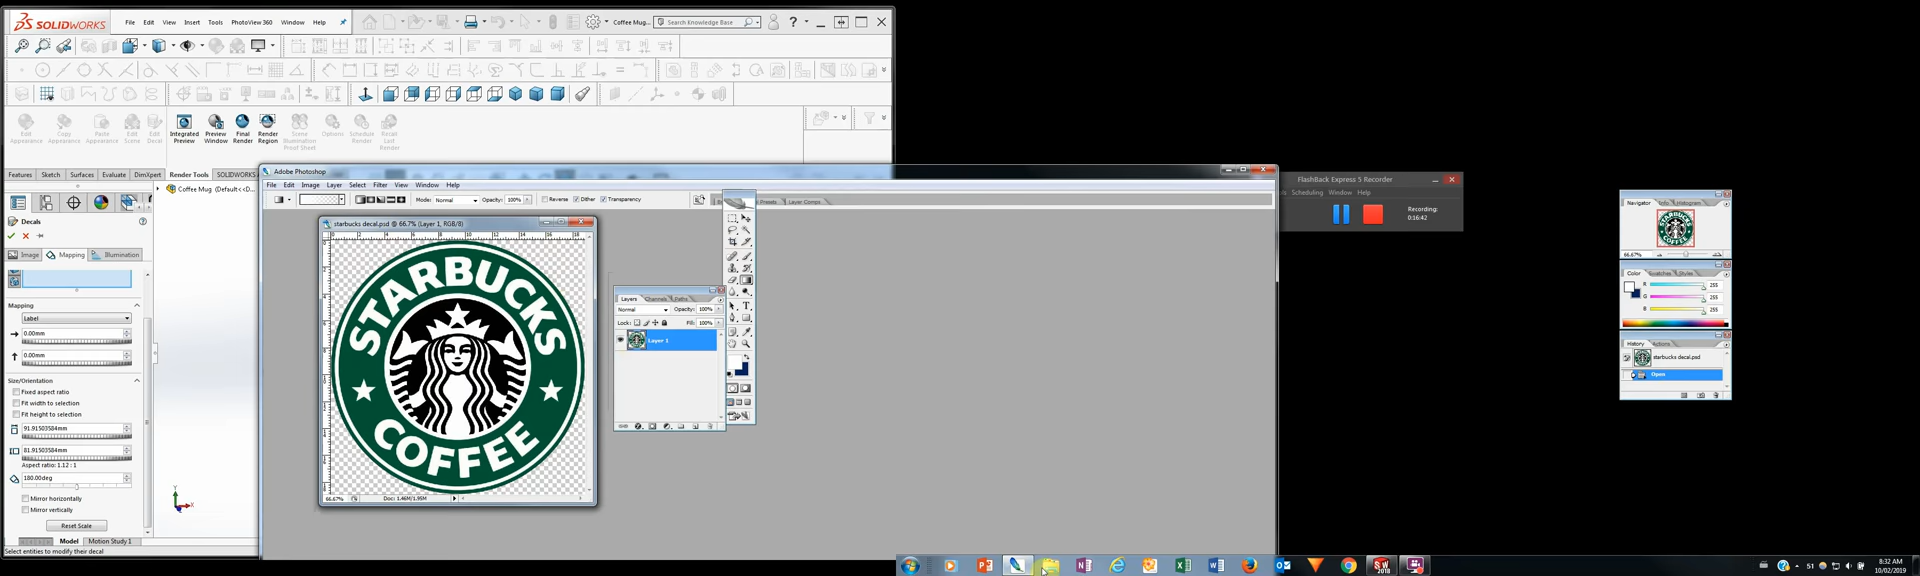 SOLIDWORKS File Edit View Insert Tools PhotoView 360 Window Help Coffee Mug... Search Knowledge Base
Edit Appearance Copy Appearance Paste Appearance Edit Scene Edit Decal Integrated Preview Preview Window Final Render Render Region Scene Illumination Proof Sheet Options Schedule Render Recall Last Render
Features Sketch Surfaces Evaluate DimXpert Render Tools SOLIDWORKS
Coffee Mug (Default<<D...
Decals
Image Mapping Illumination
Mapping
Label
0.00mm
0.00mm
Size/Orientation
Fixed aspect ratio
Fit width to selection
Fit height to selection
91.91503584mm
81.91503584mm
Aspect ratio: 1.12 : 1
180.00deg
Mirror horizontally
Mirror vertically
Reset Scale
Model Motion Study 1
Select entities to modify their decal
Y
X
Adobe Photoshop
File Edit Image Layer Select Filter View Window Help
Mode: Normal Opacity: 100% Reverse Dither Transparency
Layer Comps
starbucks decal.psd @ 66.7% (Layer 1, RGB/8)
STARBUCKS
COFFEE
66.67% Doc: 1.46M/1.95M
Layers Channels Paths
Normal Opacity: 100%
Lock: Fill: 100%
Layer 1
FlashBack Express 5 Recorder
Scheduling Window Help
Recording:
0:16:42
Navigator Info Histogram
66.67%
Color Swatches Styles
R 255
G 255
B 255
History Actions
starbucks decal.psd
Open
SW 2018
51
8:32 AM
10/02/2019